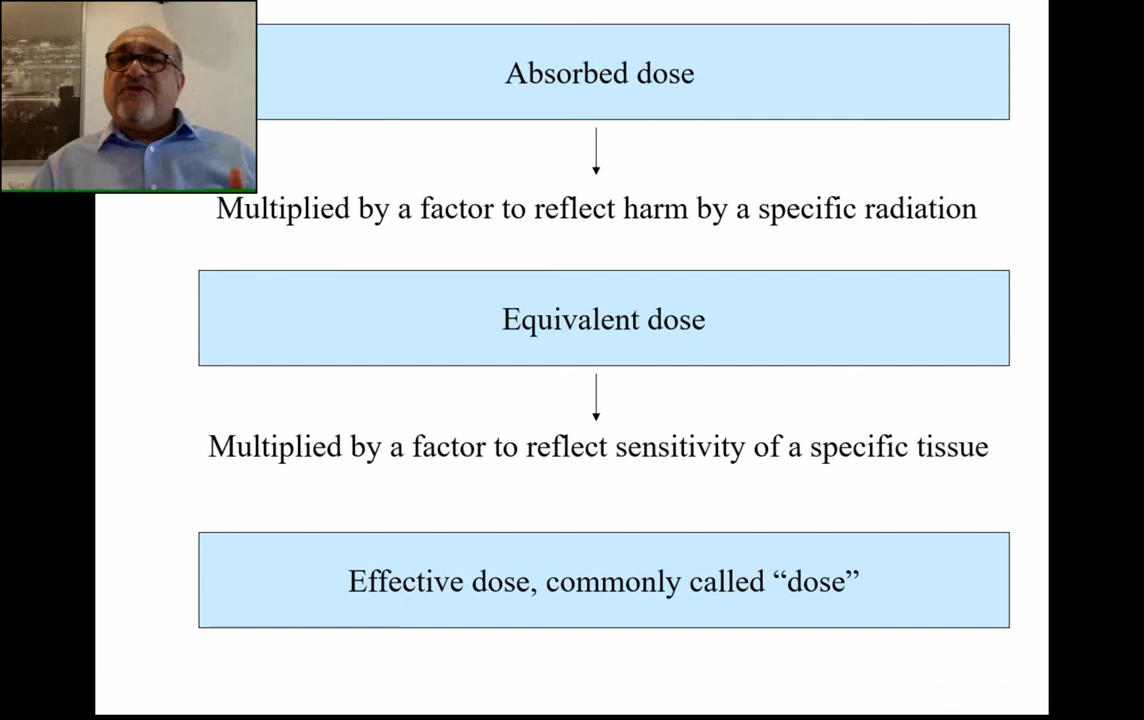 Absorbed dose
Multiplied by a factor to reflect harm by a specific radiation
Equivalent dose
Multiplied by a factor to reflect sensitivity of a specific tissue
Effective dose, commonly called “dose”